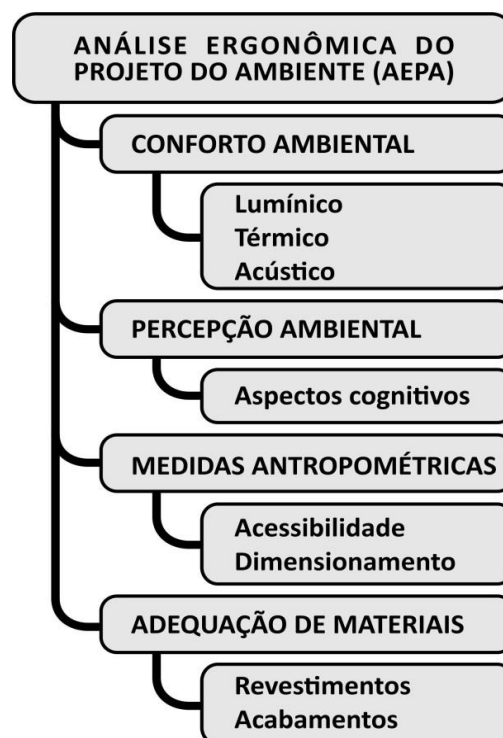 ANÁLISE ERGONÔMICA DO
PROJETO DO AMBIENTE (AEPA)
CONFORTO AMBIENTAL
Lumínico
Térmico
Acústico
PERCEPÇÃO AMBIENTAL
Aspectos cognitivos
MEDIDAS ANTROPOMÉTRICAS
Acessibilidade
Dimensionamento
ADEQUAÇÃO DE MATERIAIS
Revestimentos
Acabamentos